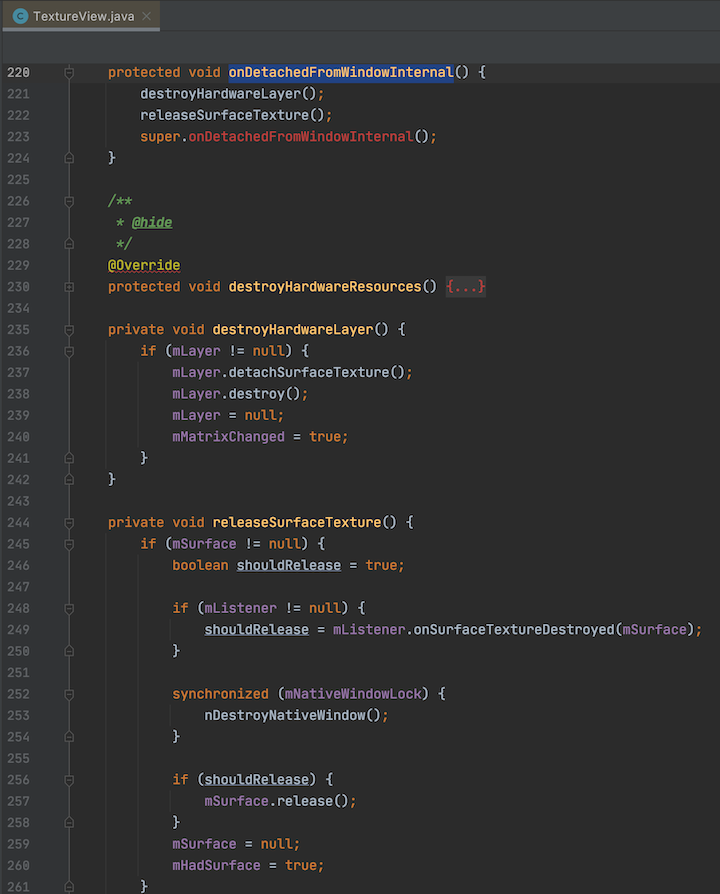 TextureView.java
220 protected void onDetachedFromWindowInternal() {
221 destroyHardwareLayer();
222 releaseSurfaceTexture();
223 super.onDetachedFromWindowInternal();
224 }
225
226 /**
227 * @hide
228 */
229 @Override
230 protected void destroyHardwareResources() {...}
234
235 private void destroyHardwareLayer() {
236 if (mLayer != null) {
237 mLayer.detachSurfaceTexture();
238 mLayer.destroy();
239 mLayer = null;
240 mMatrixChanged = true;
241 }
242 }
243
244 private void releaseSurfaceTexture() {
245 if (mSurface != null) {
246 boolean shouldRelease = true;
247
248 if (mListener != null) {
249 shouldRelease = mListener.onSurfaceTextureDestroyed(mSurface);
250 }
251
252 synchronized (mNativeWindowLock) {
253 nDestroyNativeWindow();
254 }
255
256 if (shouldRelease) {
257 mSurface.release();
258 }
259 mSurface = null;
260 mHadSurface = true;
261 }